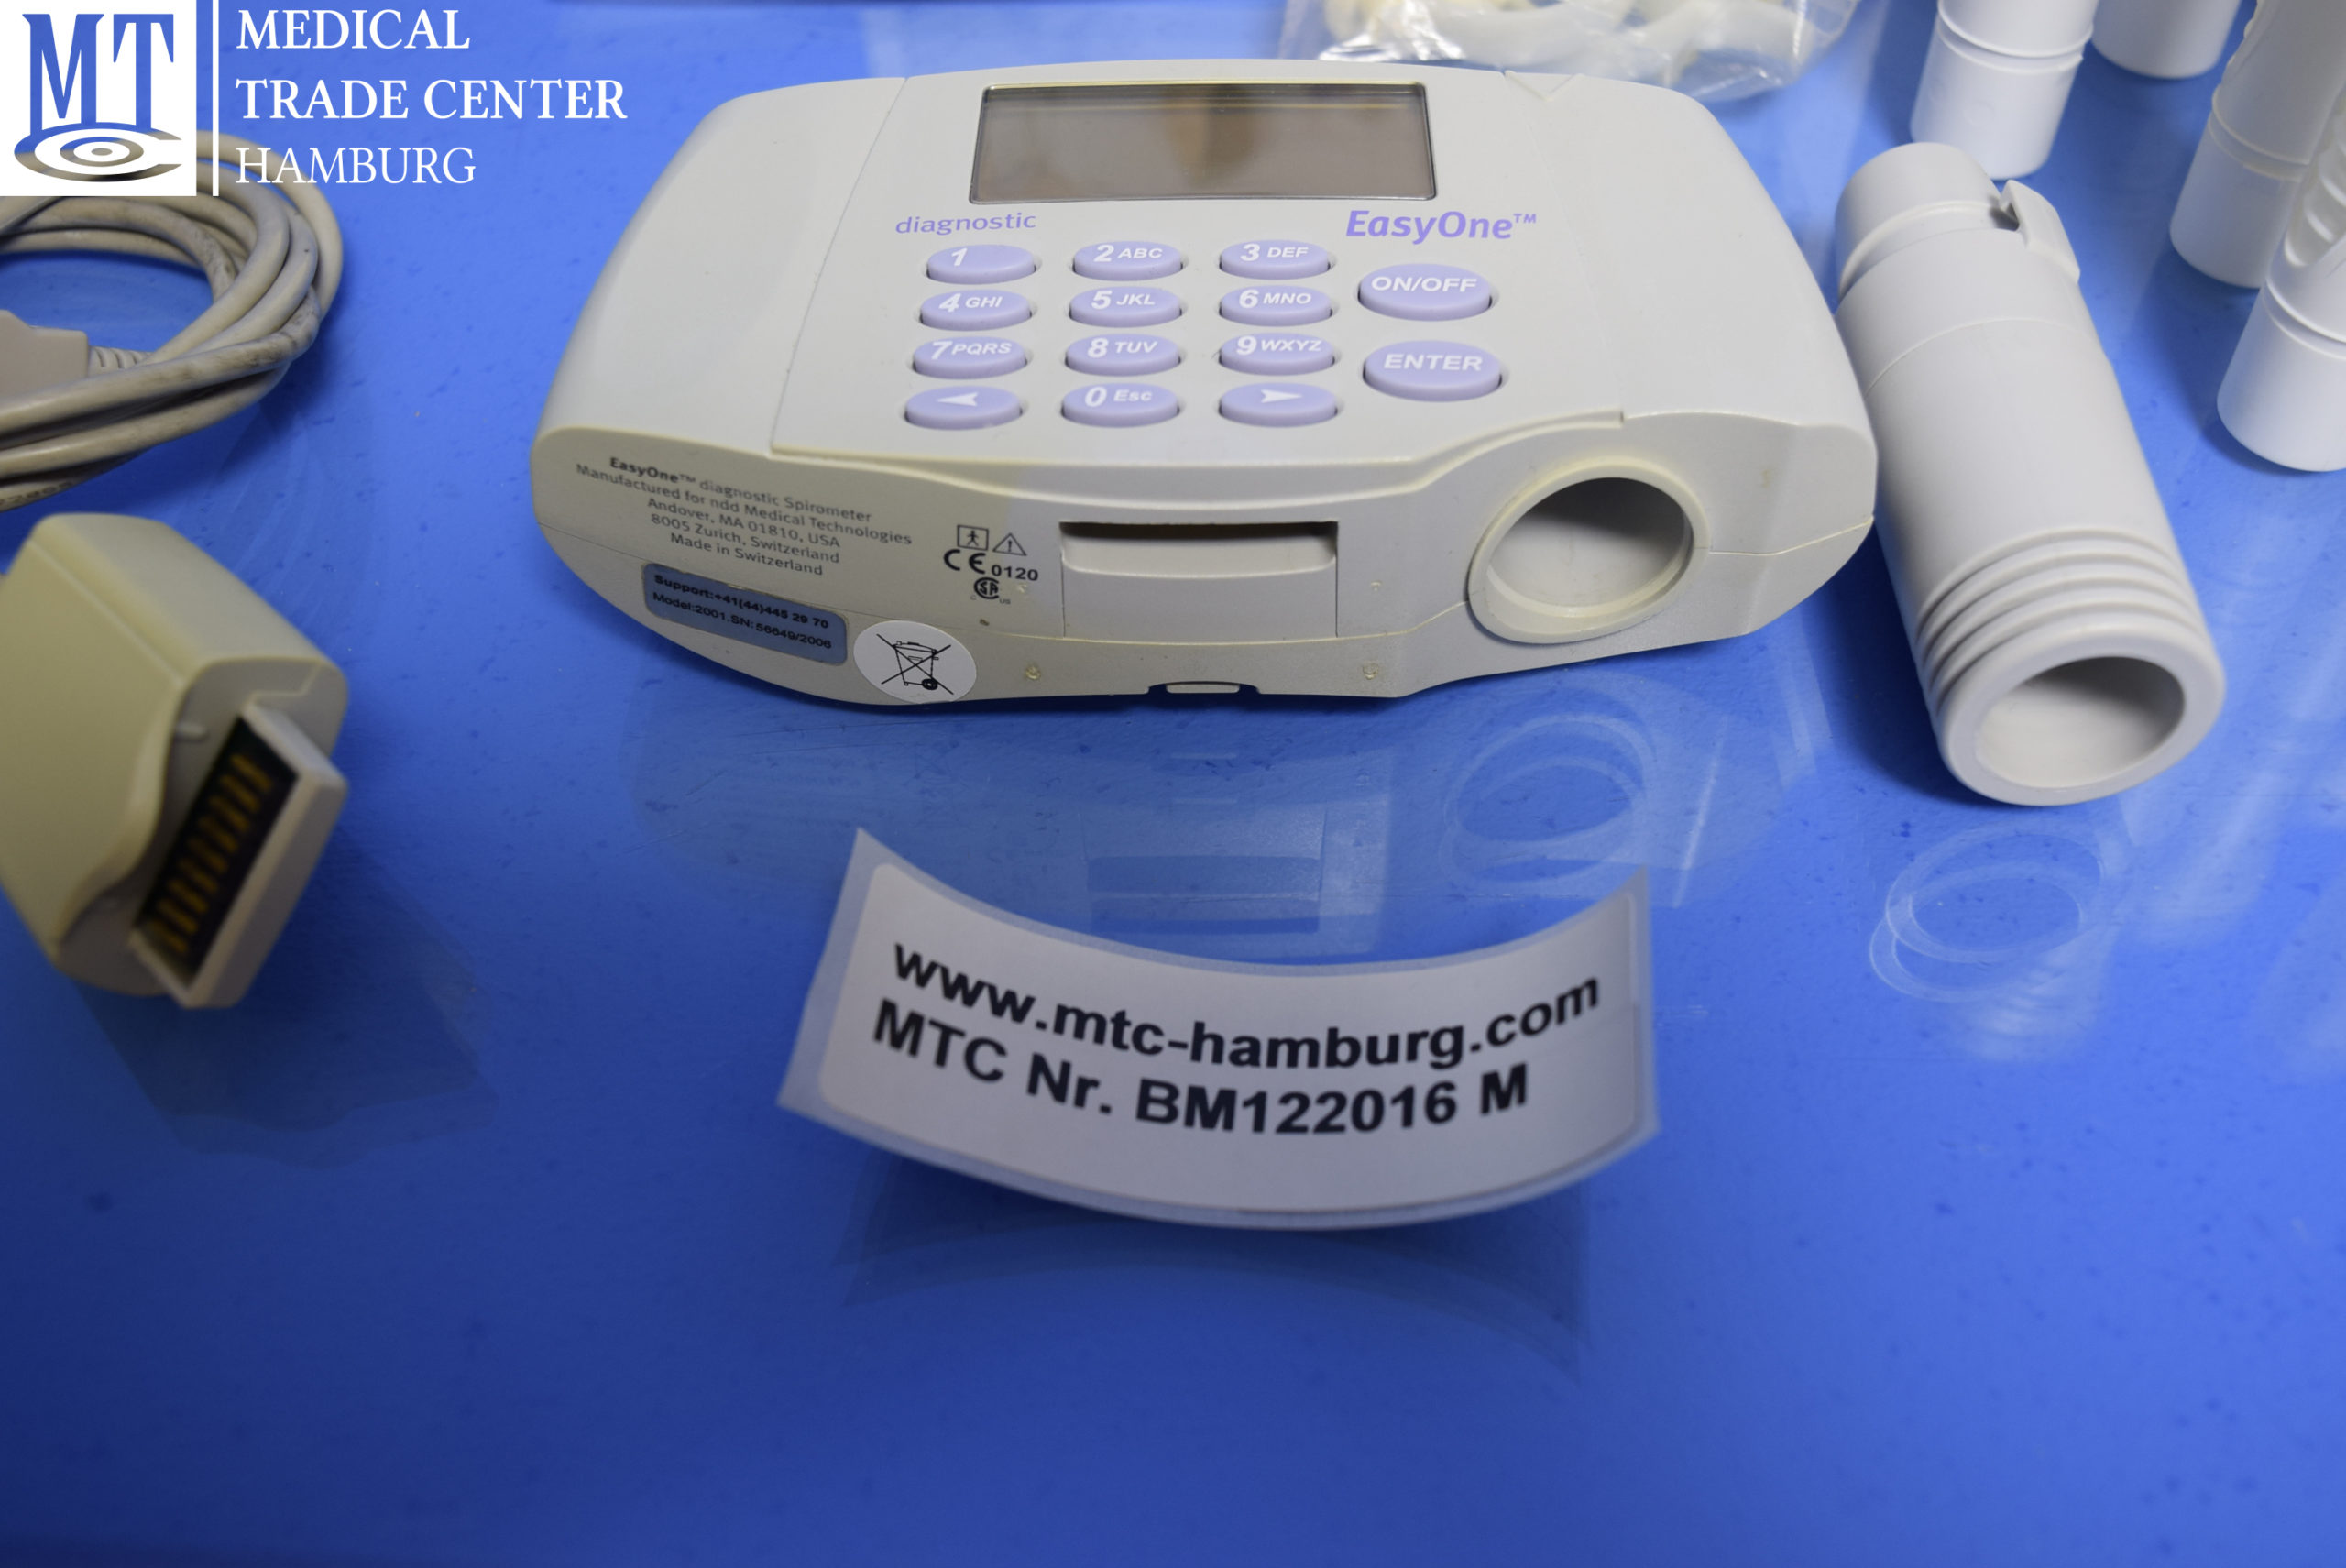 MTC
MEDICAL
TRADE CENTER
HAMBURG
diagnostic
EasyOne™
1
2 ABC
3 DEF
ON/OFF
4 GHI
5 JKL
6 MNO
7 PQRS
8 TUV
9 WXYZ
ENTER
0 Esc
EasyOne™ diagnostic Spirometer
Manufactured for ndd Medical Technologies
Andover, MA 01810, USA
8005 Zurich, Switzerland
Made in Switzerland
CE 0120
Support:+41(44)445 29 70
Model:2001.SN:56649/2006
www.mtc-hamburg.com
MTC Nr. BM122016 M